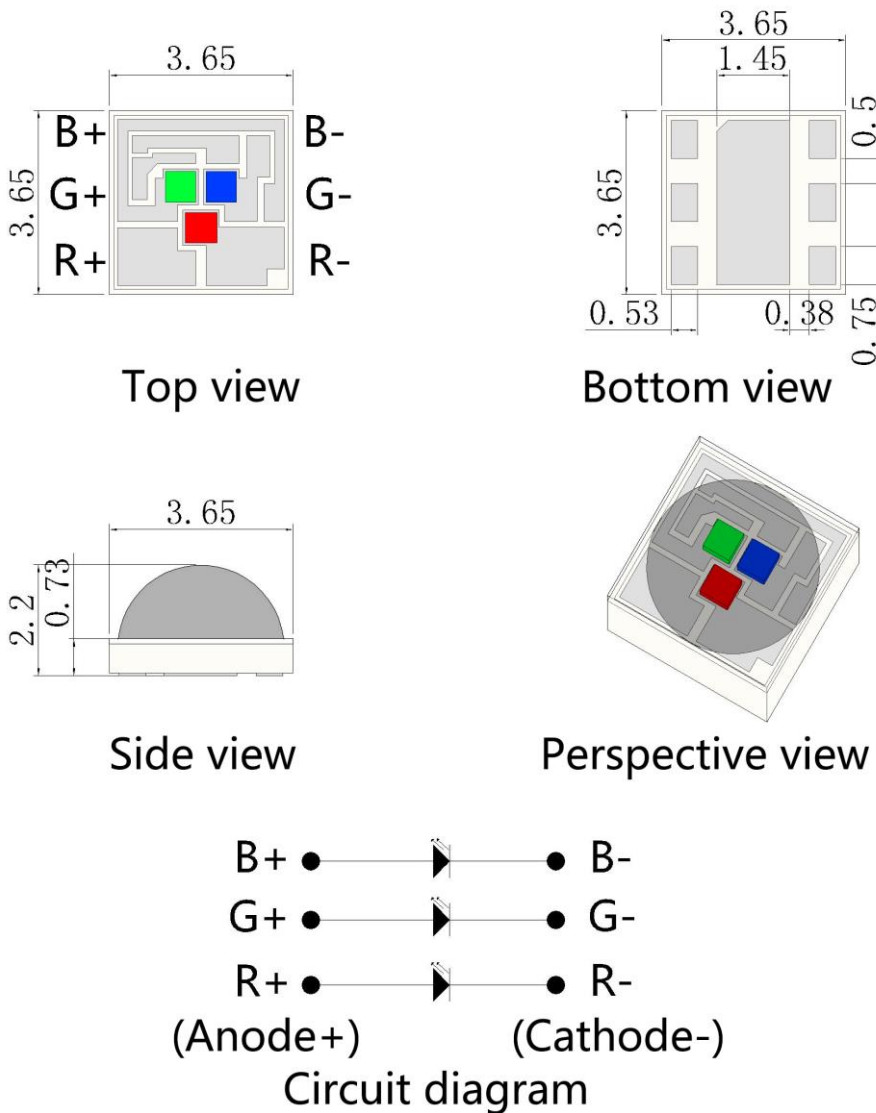 3.65
3.65
B+
B-
G+
G-
R+
R-
Top view
3.65
1.45
3.65
0.5
0.53
0.38
0.75
Bottom view
3.65
2.2
0.73
Side view
Perspective view
B+
B-
G+
G-
R+
R-
(Anode+)
(Cathode-)
Circuit diagram